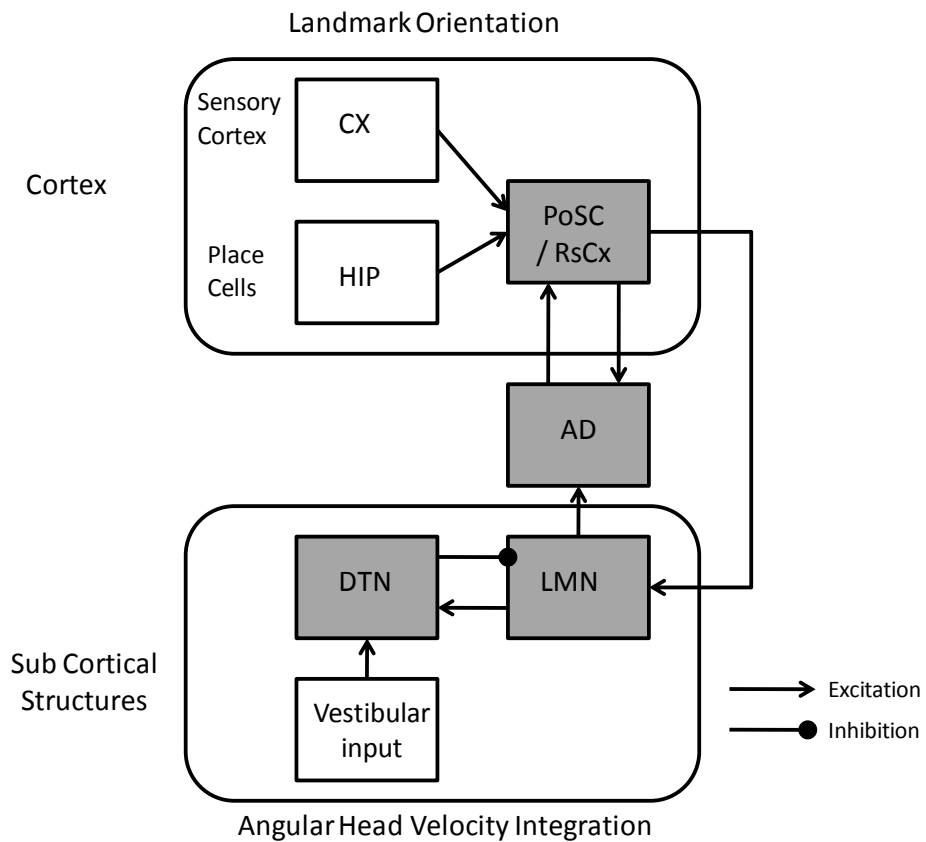 Landmark Orientation
Sensory
Cortex
CX
Cortex
PoSC
/ RsCx
Place
Cells
HIP
AD
DTN
LMN
Sub Cortical
Structures
Vestibular
input
Excitation
Inhibition
Angular Head Velocity Integration